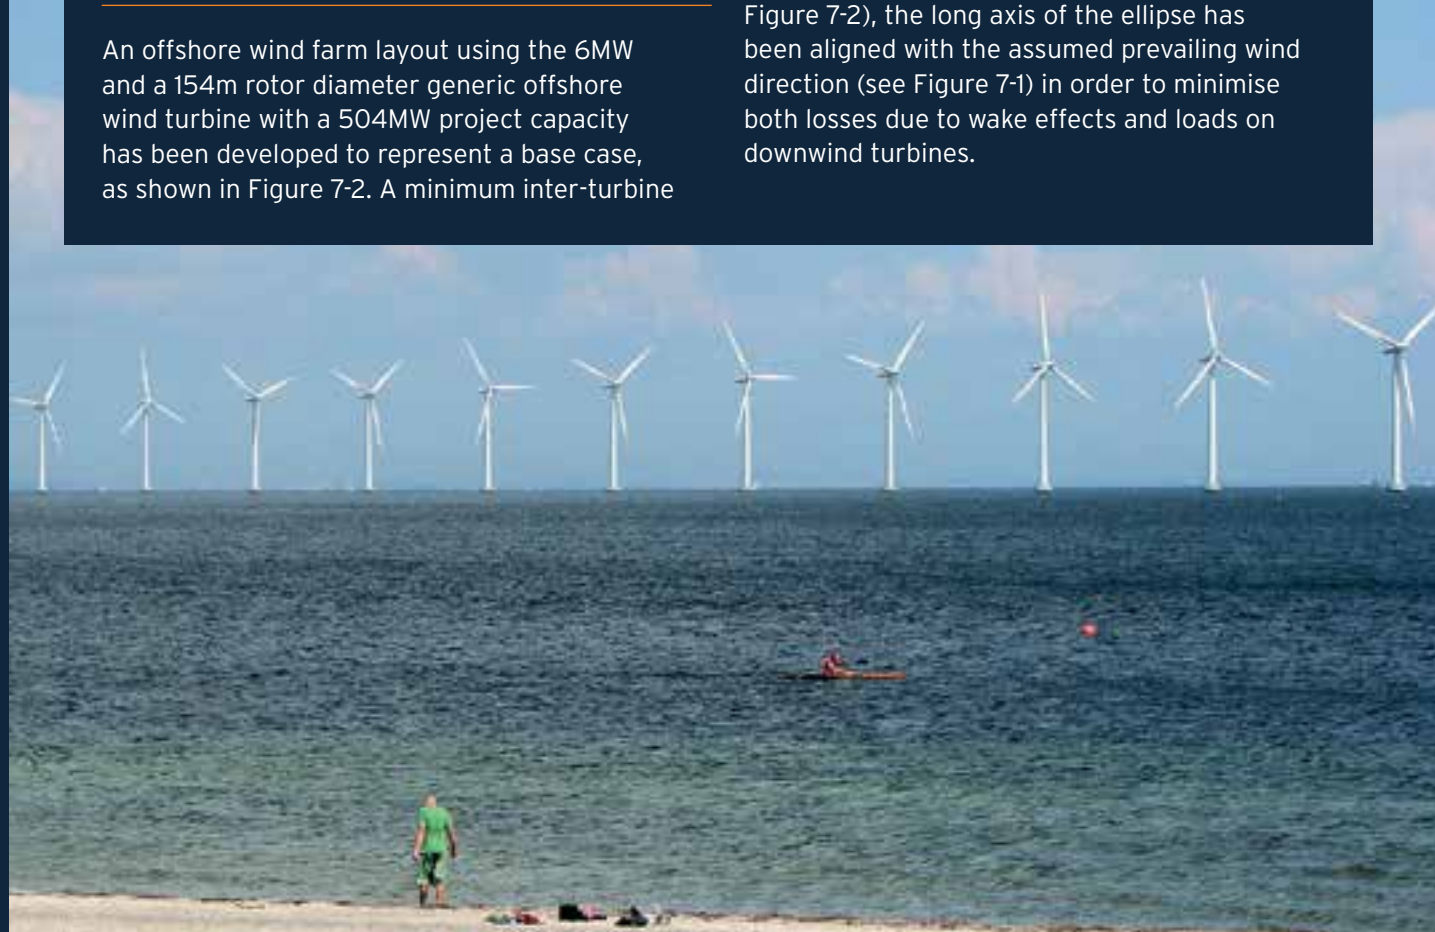 An offshore wind farm layout using the 6MW
and a 154m rotor diameter generic offshore
wind turbine with a 504MW project capacity
has been developed to represent a base case,
as shown in Figure 7-2. A minimum inter-turbine
Figure 7-2), the long axis of the ellipse has
been aligned with the assumed prevailing wind
direction (see Figure 7-1) in order to minimise
both losses due to wake effects and loads on
downwind turbines.